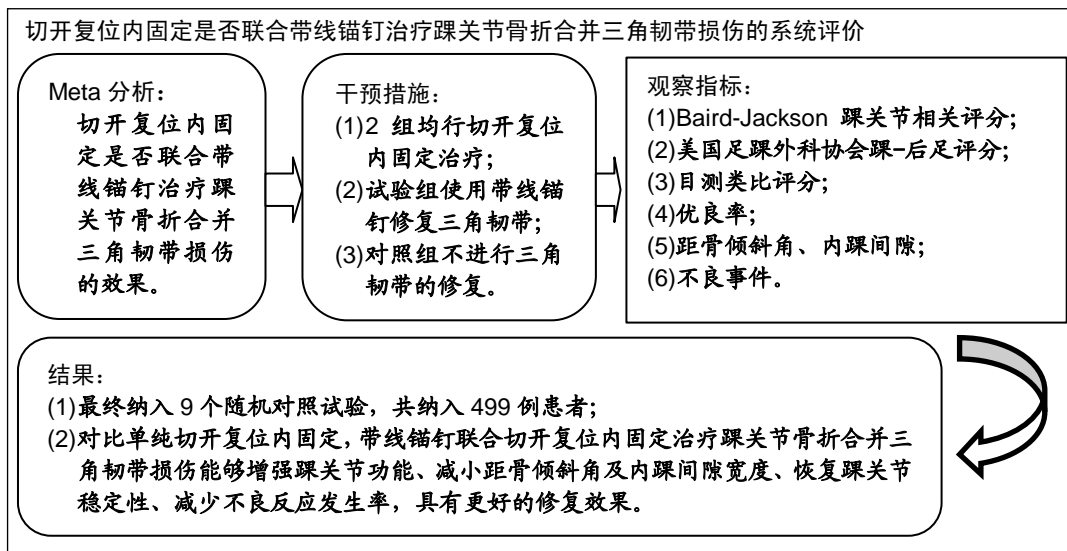 切开复位内固定是否联合带线锚钉治疗踝关节骨折合并三角韧带损伤的系统评价
Meta 分析：
切开复位内固
定是否联合带
线锚钉治疗踝
关节骨折合并
三角韧带损伤
的效果。
干预措施：
(1)2 组均行切开复位
内固定治疗；
(2)试验组使用带线锚
钉修复三角韧带；
(3)对照组不进行三角
韧带的修复。
观察指标：
(1)Baird-Jackson 踝关节相关评分；
(2)美国足踝外科协会踝-后足评分；
(3)目测类比评分；
(4)优良率；
(5)距骨倾斜角、内踝间隙；
(6)不良事件。
结果：
(1)最终纳入 9 个随机对照试验，共纳入 499 例患者；
(2)对比单纯切开复位内固定，带线锚钉联合切开复位内固定治疗踝关节骨折合并三
角韧带损伤能够增强踝关节功能、减小距骨倾斜角及内踝间隙宽度、恢复踝关节
稳定性、减少不良反应发生率，具有更好的修复效果。